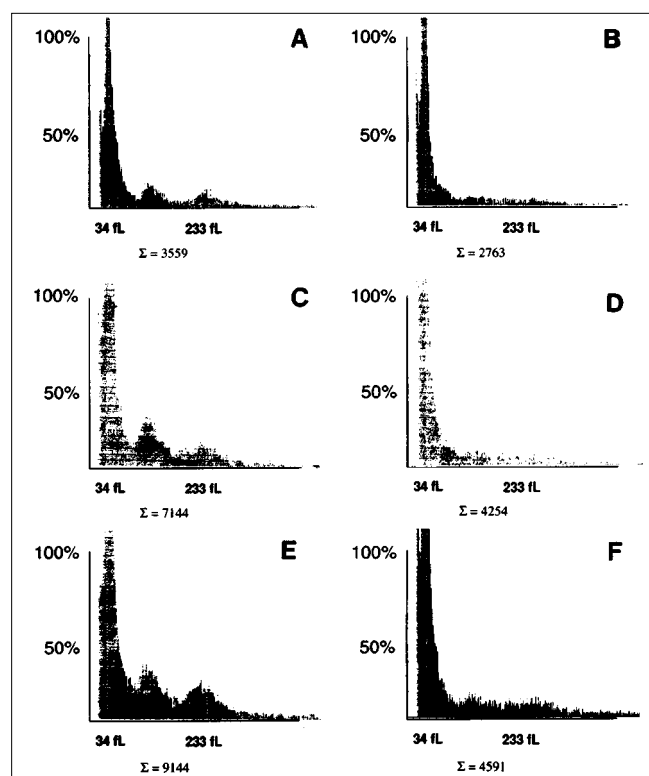 100% A
50%
34 fL 233 fL
Σ = 3559
100% B
50%
34 fL 233 fL
Σ = 2763
100% C
50%
34 fL 233 fL
Σ = 7144
100% D
50%
34 fL 233 fL
Σ = 4254
100% E
50%
34 fL 233 fL
Σ = 9144
100% F
50%
34 fL 233 fL
Σ = 4591